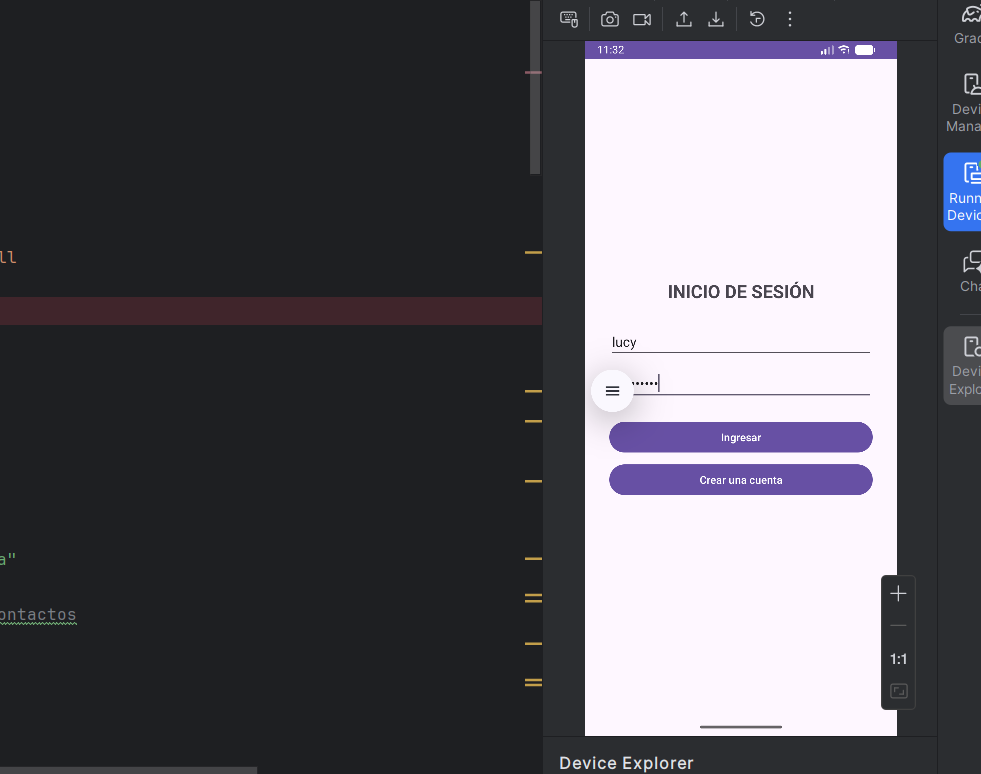 11:32
Grad
Devi
Mana
Runn
Devic
ll
Cha
INICIO DE SESIÓN
lucy
Devi
Explo
Ingresar
Crear una cuenta
a"
ontactos
1:1
Device Explorer